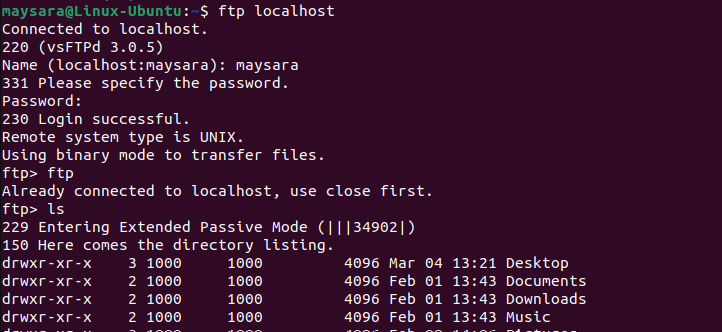 maysara@Linux-Ubuntu:~$ ftp localhost
Connected to localhost.
220 (vsFTPd 3.0.5)
Name (localhost:maysara): maysara
331 Please specify the password.
Password:
230 Login successful.
Remote system type is UNIX.
Using binary mode to transfer files.
ftp> ftp
Already connected to localhost, use close first.
ftp> ls
229 Entering Extended Passive Mode (|||34902|)
150 Here comes the directory listing.
drwxr-xr-x    3 1000     1000         4096 Mar 04 13:21 Desktop
drwxr-xr-x    2 1000     1000         4096 Feb 01 13:43 Documents
drwxr-xr-x    2 1000     1000         4096 Feb 01 13:43 Downloads
drwxr-xr-x    2 1000     1000         4096 Feb 01 13:43 Music